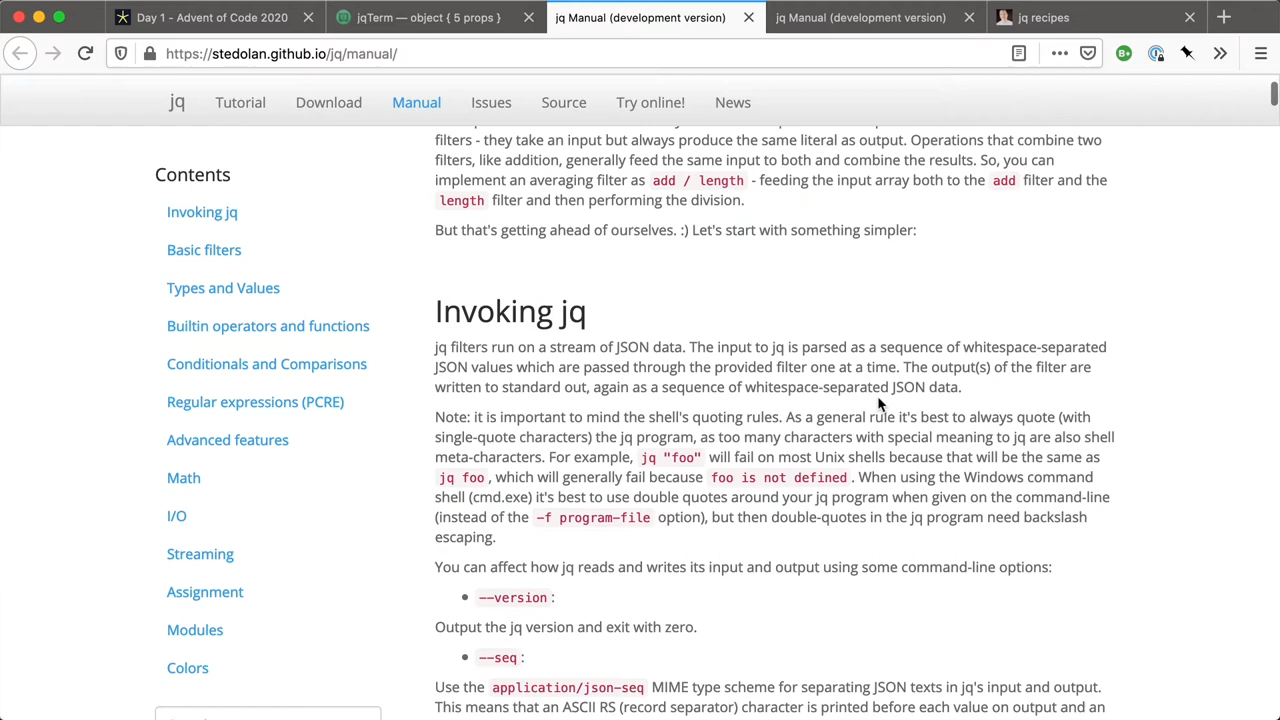 Day 1 - Advent of Code 2020
jqTerm — object { 5 props }
jq Manual (development version)
jq Manual (development version)
jq recipes
https://stedolan.github.io/jq/manual/
jq Tutorial Download Manual Issues Source Try online! News
Contents
Invoking jq
Basic filters
Types and Values
Builtin operators and functions
Conditionals and Comparisons
Regular expressions (PCRE)
Advanced features
Math
I/O
Streaming
Assignment
Modules
Colors
filters - they take an input but always produce the same literal as output. Operations that combine two
filters, like addition, generally feed the same input to both and combine the results. So, you can
implement an averaging filter as add / length - feeding the input array both to the add filter and the
length filter and then performing the division.
But that's getting ahead of ourselves. :) Let's start with something simpler:
Invoking jq
jq filters run on a stream of JSON data. The input to jq is parsed as a sequence of whitespace-separated
JSON values which are passed through the provided filter one at a time. The output(s) of the filter are
written to standard out, again as a sequence of whitespace-separated JSON data.
Note: it is important to mind the shell's quoting rules. As a general rule it's best to always quote (with
single-quote characters) the jq program, as too many characters with special meaning to jq are also shell
meta-characters. For example, jq "foo" will fail on most Unix shells because that will be the same as
jq foo, which will generally fail because foo is not defined. When using the Windows command
shell (cmd.exe) it's best to use double quotes around your jq program when given on the command-line
(instead of the -f program-file option), but then double-quotes in the jq program need backslash
escaping.
You can affect how jq reads and writes its input and output using some command-line options:
• --version:
Output the jq version and exit with zero.
• --seq:
Use the application/json-seq MIME type scheme for separating JSON texts in jq's input and output.
This means that an ASCII RS (record separator) character is printed before each value on output and an